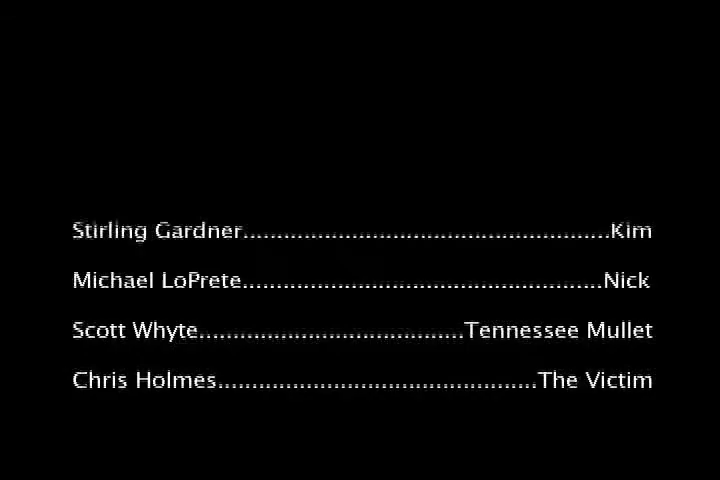 Stirling Gardner......................................................Kim
Michael LoPrete.....................................................Nick
Scott Whyte.......................................Tennessee Mullet
Chris Holmes...............................................The Victim